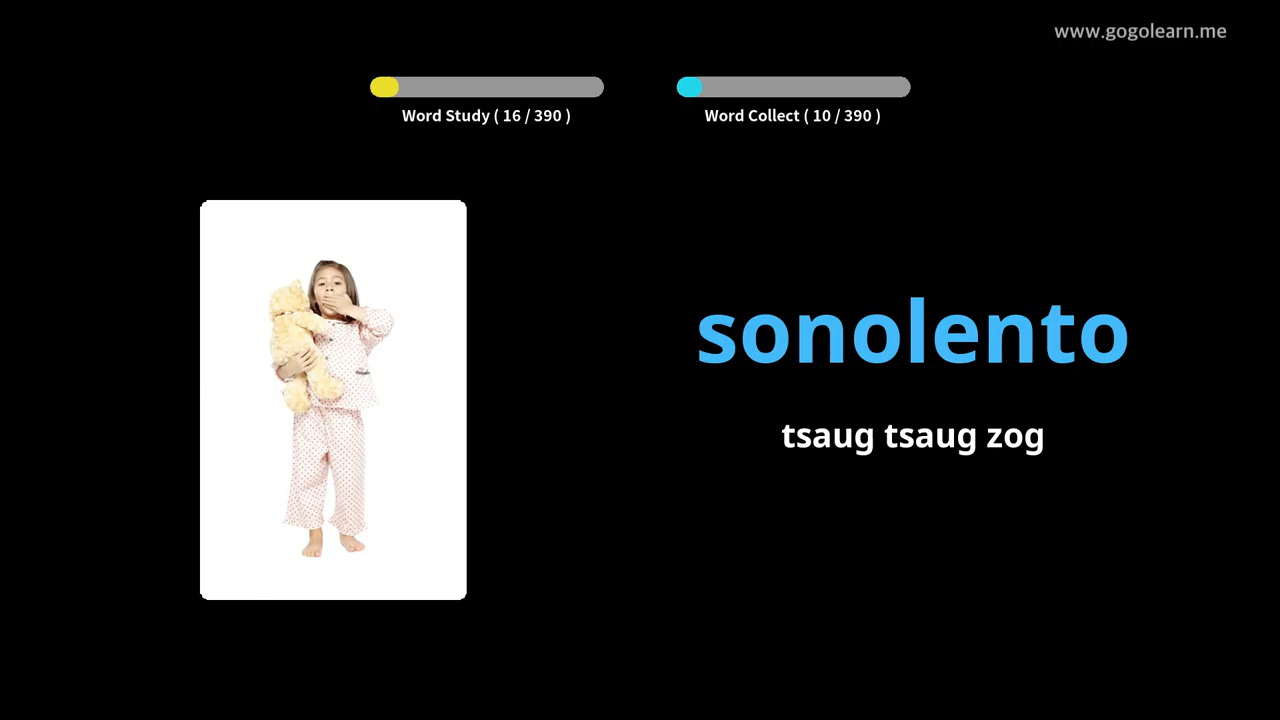 www.gogolearn.me
Word Study ( 16 / 390 )
Word Collect ( 10 / 390 )
sonolento
tsaug tsaug zog